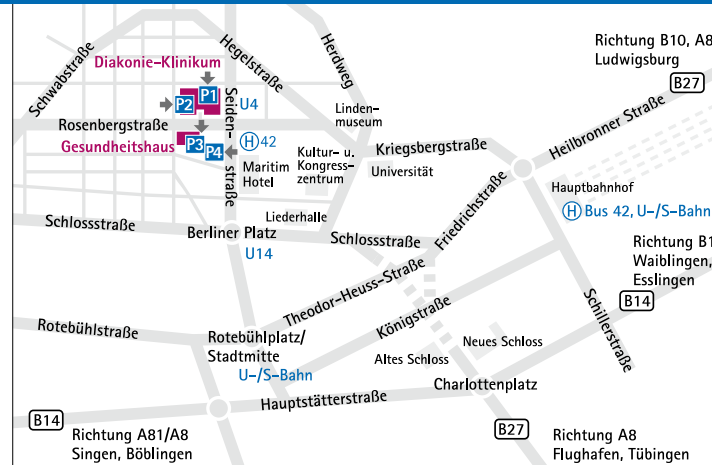 Schwabstraße
Hegelstraße
Herdweg
Richtung B10, A8
Ludwigsburg
B27
Diakonie-Klinikum
P1
P2
U4
Seiden-
straße
Linden-
museum
Heilbronner Straße
Rosenbergstraße
H 42
Gesundheitshaus
P3
P4
Maritim
Hotel
Kultur- u.
Kongress-
zentrum
Kriegsbergstraße
Universität
Friedrichstraße
Hauptbahnhof
H Bus 42, U-/S-Bahn
Schlossstraße
Liederhalle
Berliner Platz
Schlossstraße
U14
Richtung B1
Waiblingen,
Esslingen
B14
Theodor-Heuss-Straße
Königstraße
Schillerstraße
Rotebühlstraße
Rotebühlplatz/
Stadtmitte
U-/S-Bahn
Neues Schloss
Altes Schloss
Charlottenplatz
Hauptstätterstraße
B14
Richtung A81/A8
Singen, Böblingen
B27
Richtung A8
Flughafen, Tübingen